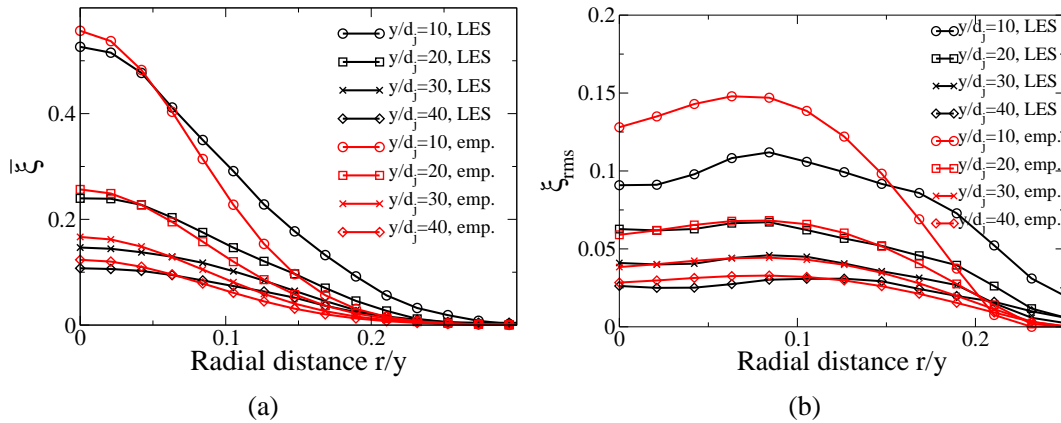 0.4
0.2
0
0
0.1
0.2
ξ
Radial distance r/y
y/dj=10, LES
y/dj=20, LES
y/dj=30, LES
y/dj=40, LES
y/dj=10, emp.
y/dj=20, emp.
y/dj=30, emp.
y/dj=40, emp.
(a)
0.2
0.15
0.1
0.05
0
0
0.1
0.2
ξrms
Radial distance r/y
y/dj=10, LES
y/dj=20, LES
y/dj=30, LES
y/dj=40, LES
y/dj=10, emp.
y/dj=20, emp.
y/dj=30, emp.
y/dj=40, emp.
(b)